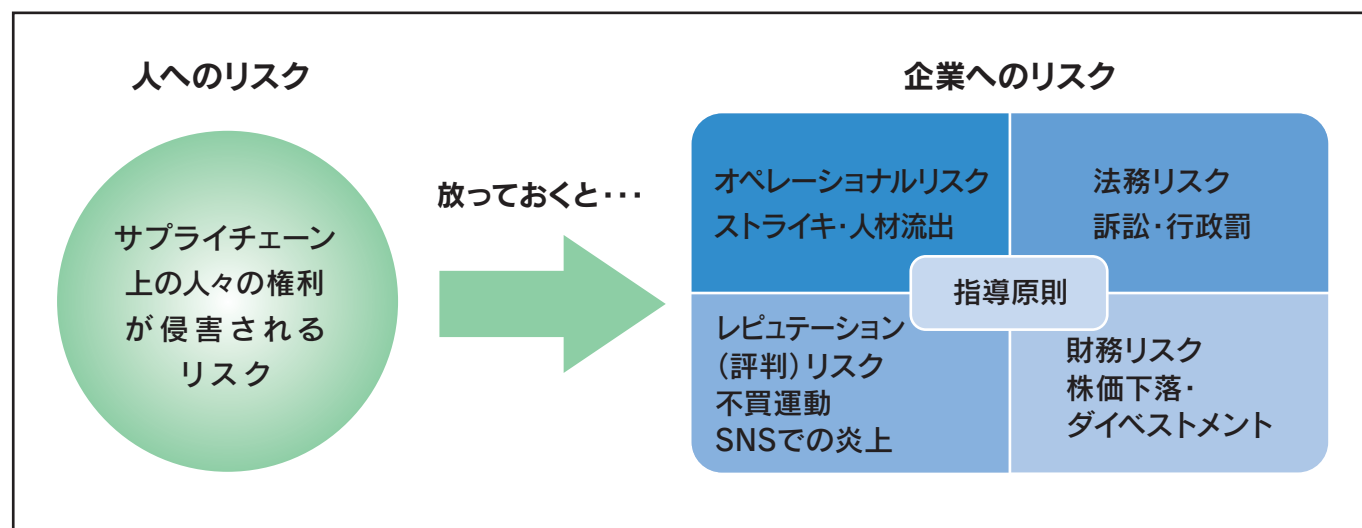 人へのリスク
サプライチェーン
上の人々の権利
が侵害される
リスク
放っておくと･･･
企業へのリスク
オペレーショナルリスク
ストライキ･人材流出
法務リスク
訴訟･行政罰
指導原則
レピュテーション
（評判）リスク
不買運動
SNSでの炎上
財務リスク
株価下落･
ダイベストメント